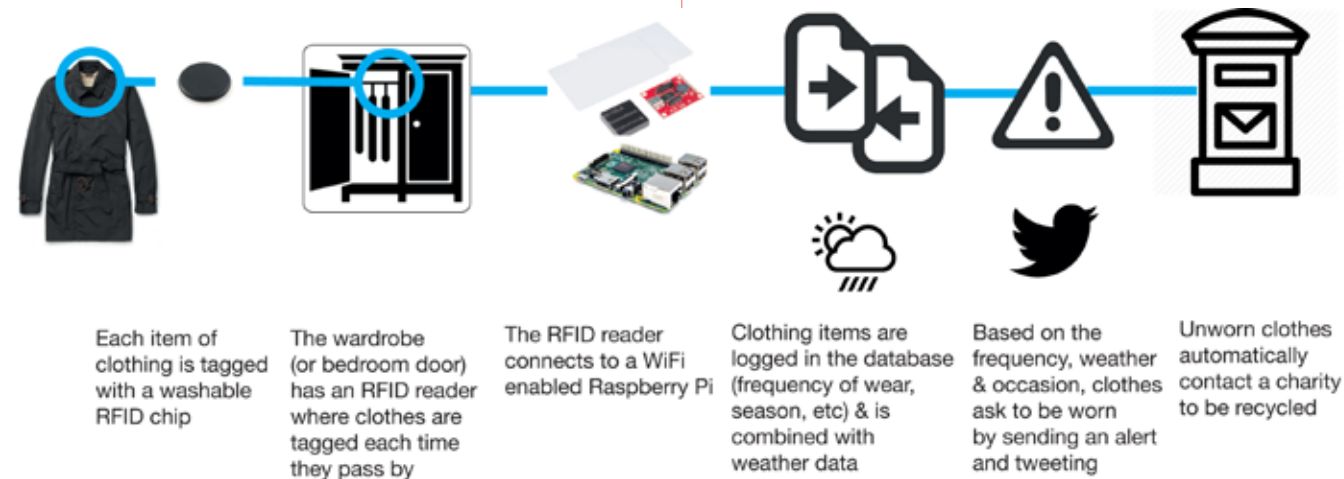 Each item of
clothing is tagged
with a washable
RFID chip
The wardrobe
(or bedroom door)
has an RFID reader
where clothes are
tagged each time
they pass by
The RFID reader
connects to a WiFi
enabled Raspberry Pi
Clothing items are
logged in the database
(frequency of wear,
season, etc) & is
combined with
weather data
Based on the
frequency, weather
& occasion, clothes
ask to be worn
by sending an alert
and tweeting
Unworn clothes
automatically
contact a charity
to be recycled